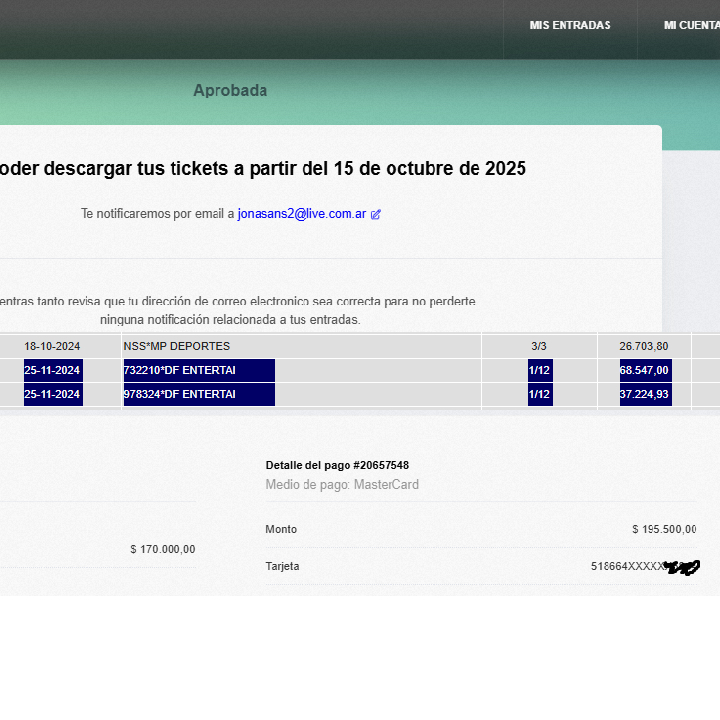 MIS ENTRADAS MI CUENTA
Aprobada
oder descargar tus tickets a partir del 15 de octubre de 2025
Te notificaremos por email a jonasans2@live.com.ar
entras tanto revisa que tu dirección de correo electronico sea correcta para no perderte
ninguna notificación relacionada a tus entradas.
18-10-2024 NSS*MP DEPORTES 3/3 26.703,80
25-11-2024 732210*DF ENTERTAI 1/12 68.547,00
25-11-2024 978324*DF ENTERTAI 1/12 37.224,93
Detalle del pago #20657548
Medio de pago: MasterCard
Monto $ 195.500,00
$ 170.000,00
Tarjeta 518664XXXXX